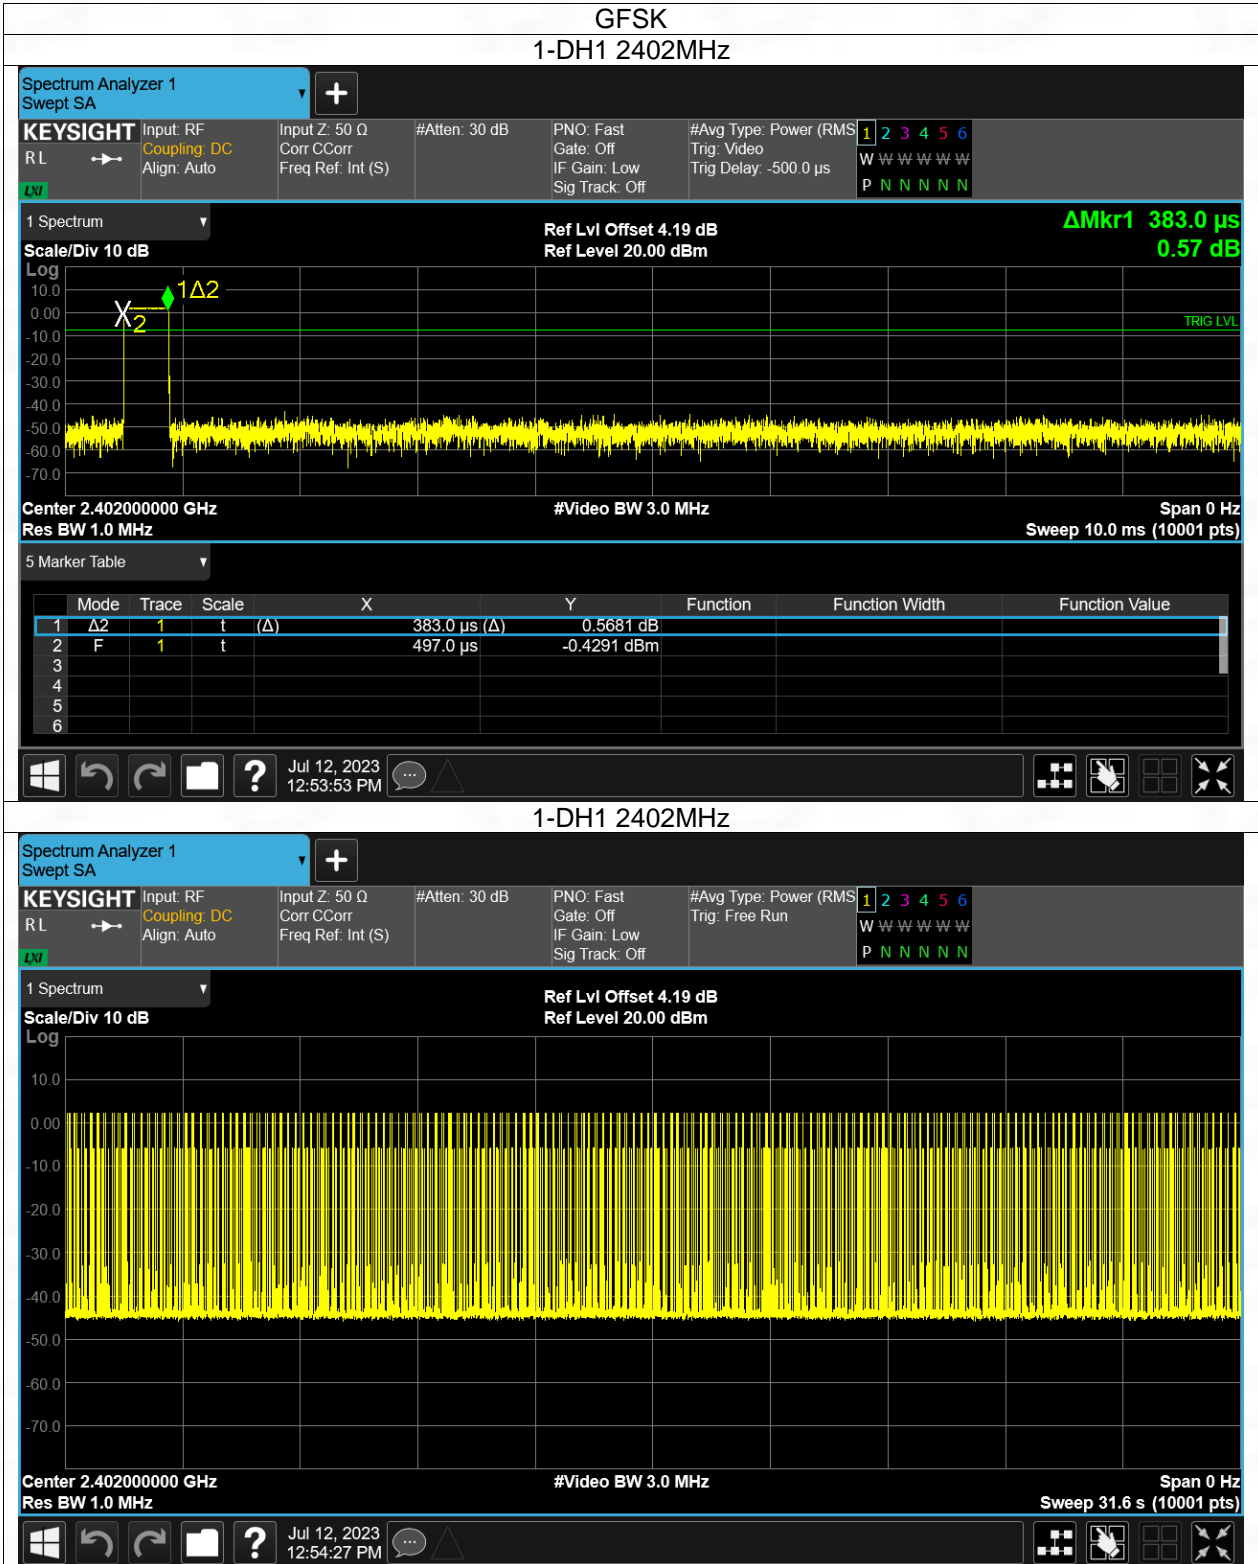 GFSK
1-DH1 2402MHz
Spectrum Analyzer 1
Swept SA
+
KEYSIGHT Input: RF Input Z: 50 Ω #Atten: 30 dB PNO: Fast #Avg Type: Power (RMS 1 2 3 4 5 6
RL Coupling: DC Corr CCorr Gate: Off Trig: Video W W W W W W
Align: Auto Freq Ref: Int (S) IF Gain: Low Trig Delay: -500.0 µs
LXI Sig Track: Off P N N N N N
1 Spectrum Ref Lvl Offset 4.19 dB ΔMkr1 383.0 µs
Scale/Div 10 dB Ref Level 20.00 dBm 0.57 dB
Log
10.0 1Δ2
0.00 X2
TRIG LVL
-10.0
-20.0
-30.0
-40.0
-50.0
-60.0
-70.0
Center 2.402000000 GHz #Video BW 3.0 MHz Span 0 Hz
Res BW 1.0 MHz Sweep 10.0 ms (10001 pts)
5 Marker Table
Mode Trace Scale X Y Function Function Width Function Value
1 Δ2 1 t (Δ) 383.0 µs (Δ) 0.5681 dB
2 F 1 t 497.0 µs -0.4291 dBm
3
4
5
6
? Jul 12, 2023
12:53:53 PM
1-DH1 2402MHz
Spectrum Analyzer 1
Swept SA
+
KEYSIGHT Input: RF Input Z: 50 Ω #Atten: 30 dB PNO: Fast #Avg Type: Power (RMS 1 2 3 4 5 6
RL Coupling: DC Corr CCorr Gate: Off Trig: Free Run W W W W W W
Align: Auto Freq Ref: Int (S) IF Gain: Low
LXI Sig Track: Off P N N N N N
1 Spectrum Ref Lvl Offset 4.19 dB
Scale/Div 10 dB Ref Level 20.00 dBm
Log
10.0
0.00
-10.0
-20.0
-30.0
-40.0
-50.0
-60.0
-70.0
Center 2.402000000 GHz #Video BW 3.0 MHz Span 0 Hz
Res BW 1.0 MHz Sweep 31.6 s (10001 pts)
? Jul 12, 2023
12:54:27 PM